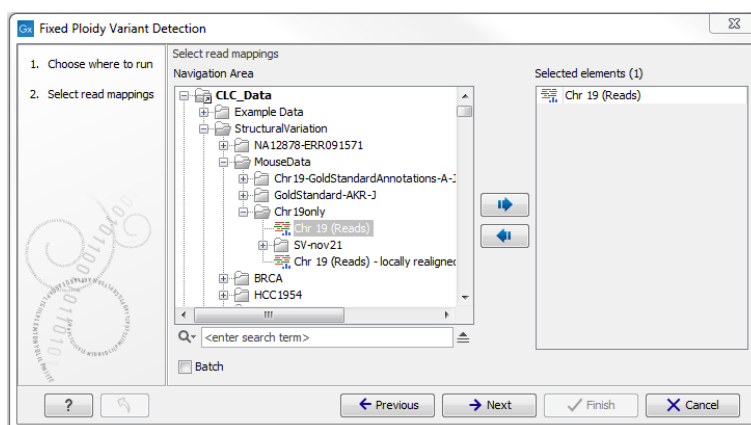 Gx Fixed Ploidy Variant Detection
1. Choose where to run
2. Select read mappings
Select read mappings
Navigation Area
CLC_Data
Example Data
StructuralVariation
NA12878-ERR091571
MouseData
Chr19-GoldStandardAnnotations-A-J
GoldStandard-AKR-J
Chr19only
Chr 19 (Reads)
SV-nov21
Chr 19 (Reads) - locally realigned
BRCA
HCC1954
<enter search term>
Batch
Selected elements (1)
Chr 19 (Reads)
?
Previous
Next
Finish
Cancel